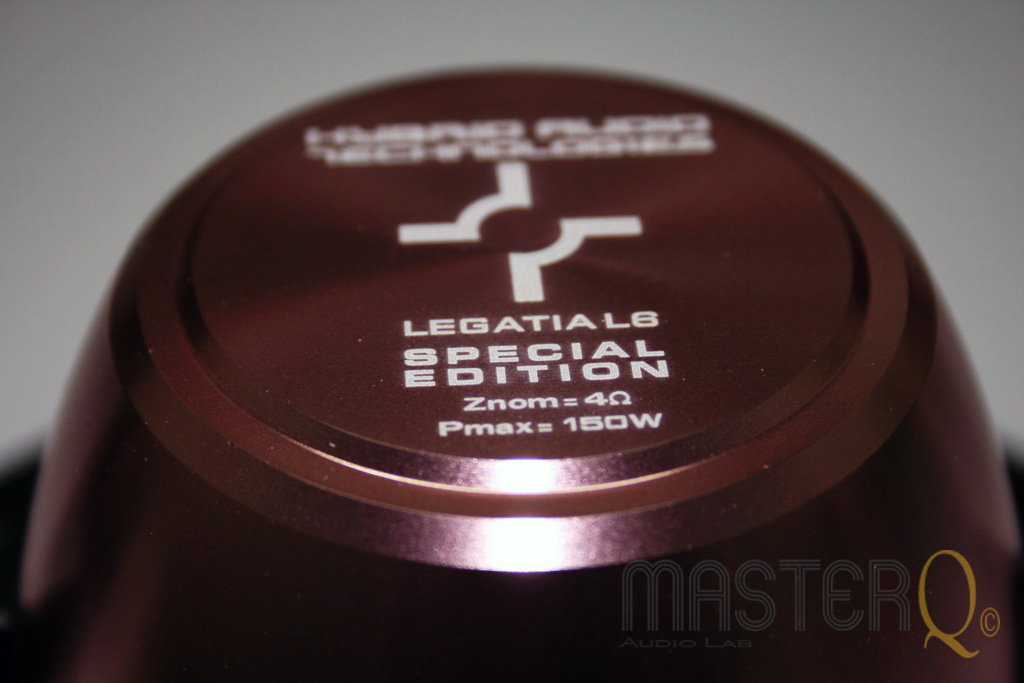 HYBRID AUDIO
TECHNOLOGIES
LEGATIA L6
SPECIAL
EDITION
Znom = 4Ω
Pmax = 150W
MASTERQ©
AUDIO LAB